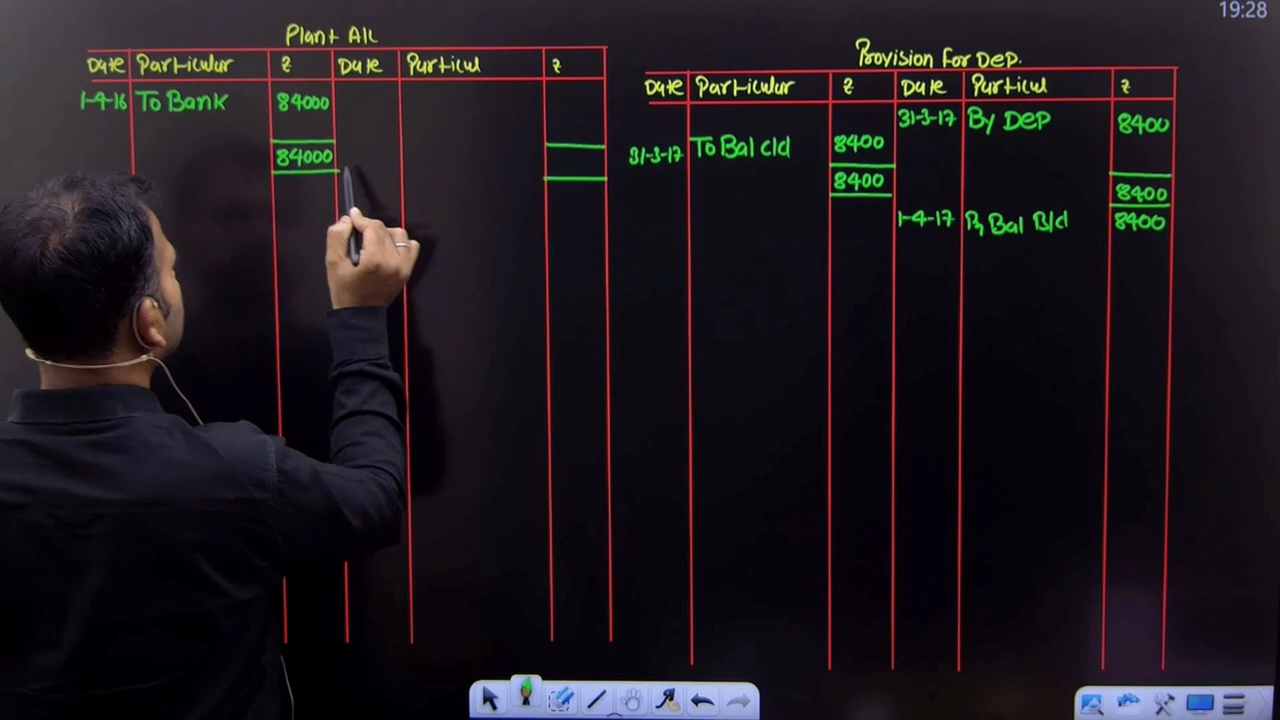 19:28
Plant A/c
Date Particular ₹ Date Particul ₹
1-4-16 To Bank 84000
84000
Provision For Dep.
Date Particular ₹ Date Particul ₹
31-3-17 By Dep 8400
31-3-17 To Bal c/d 8400
8400 8400
1-4-17 By Bal B/d 8400